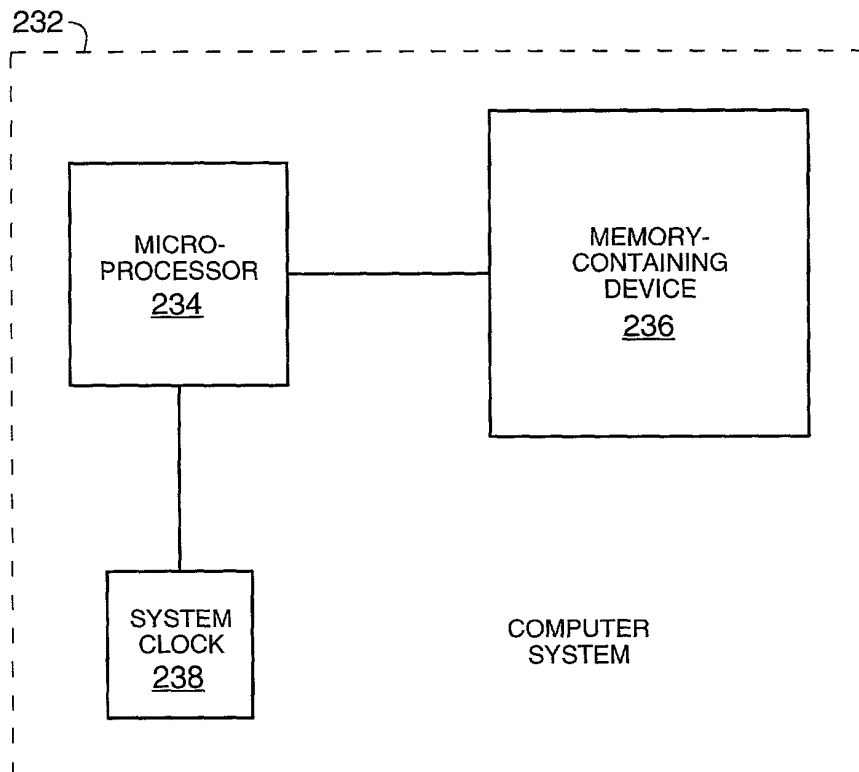 232
MICRO-
PROCESSOR
234
MEMORY-
CONTAINING
DEVICE
236
SYSTEM
CLOCK
238
COMPUTER
SYSTEM